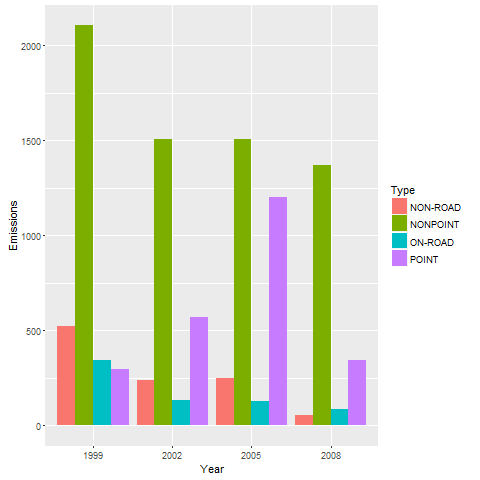 2000
1500
1000
500
0
Emissions
1999 2002 2005 2008
Year
Type
NON-ROAD
NONPOINT
ON-ROAD
POINT